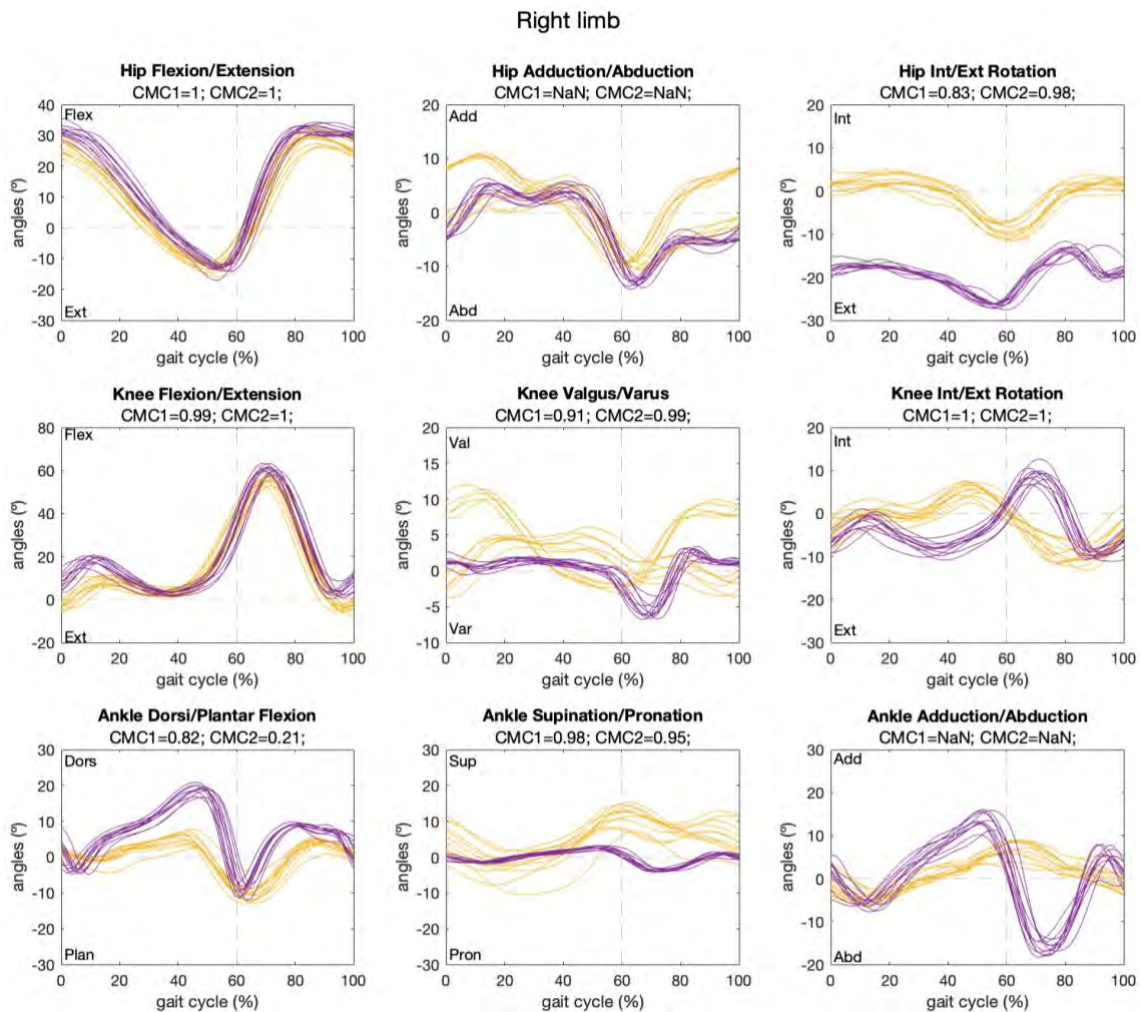 Right limb
Hip Flexion/Extension
CMC1=1; CMC2=1;
40
30
20
10
0
-10
-20
-30
Flex
Ext
angles (º)
0 20 40 60 80 100
gait cycle (%)
Hip Adduction/Abduction
CMC1=NaN; CMC2=NaN;
20
10
0
-10
-20
Add
Abd
angles (º)
0 20 40 60 80 100
gait cycle (%)
Hip Int/Ext Rotation
CMC1=0.83; CMC2=0.98;
20
10
0
-10
-20
-30
Int
Ext
angles (º)
0 20 40 60 80 100
gait cycle (%)
Knee Flexion/Extension
CMC1=0.99; CMC2=1;
80
60
40
20
0
-20
Flex
Ext
angles (º)
0 20 40 60 80 100
gait cycle (%)
Knee Valgus/Varus
CMC1=0.91; CMC2=0.99;
20
15
10
5
0
-5
-10
Val
Var
angles (º)
0 20 40 60 80 100
gait cycle (%)
Knee Int/Ext Rotation
CMC1=1; CMC2=1;
20
10
0
-10
-20
-30
Int
Ext
angles (º)
0 20 40 60 80 100
gait cycle (%)
Ankle Dorsi/Plantar Flexion
CMC1=0.82; CMC2=0.21;
30
20
10
0
-10
-20
-30
Dors
Plan
angles (º)
0 20 40 60 80 100
gait cycle (%)
Ankle Supination/Pronation
CMC1=0.98; CMC2=0.95;
30
20
10
0
-10
-20
-30
Sup
Pron
angles (º)
0 20 40 60 80 100
gait cycle (%)
Ankle Adduction/Abduction
CMC1=NaN; CMC2=NaN;
30
20
10
0
-10
-20
Add
Abd
angles (º)
0 20 40 60 80 100
gait cycle (%)